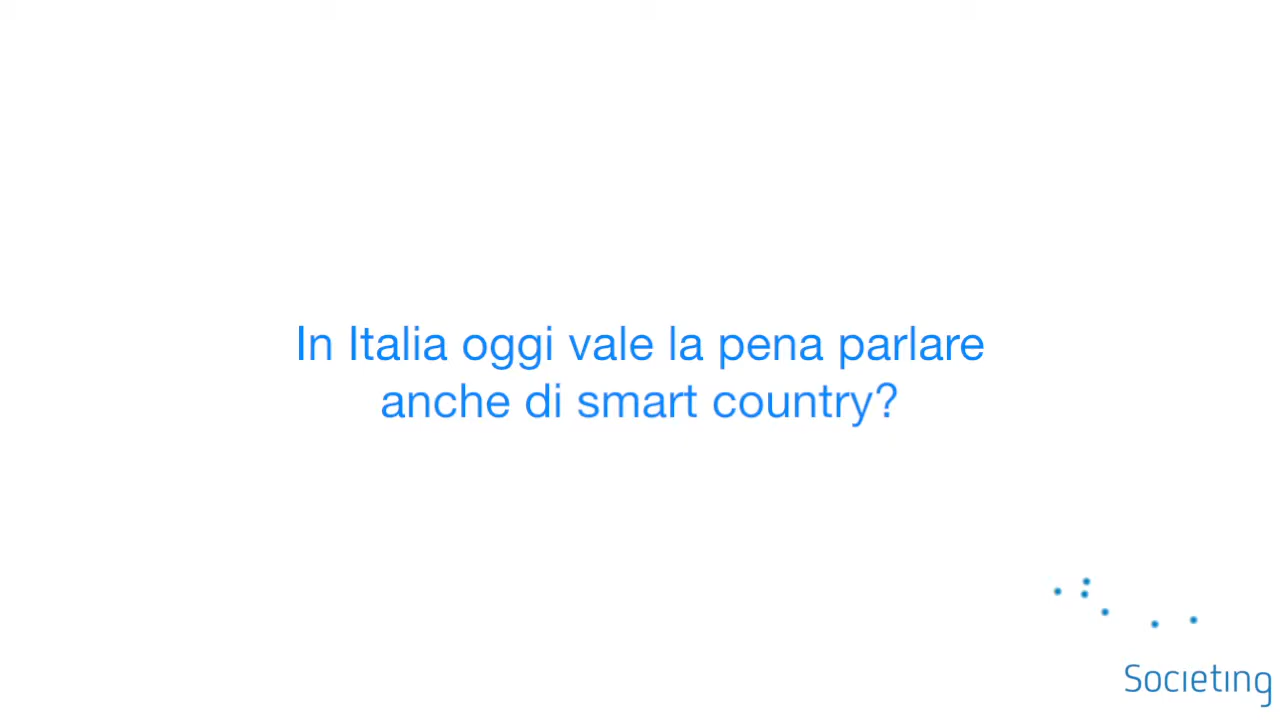 In Italia oggi vale la pena parlare
anche di smart country?
Societing